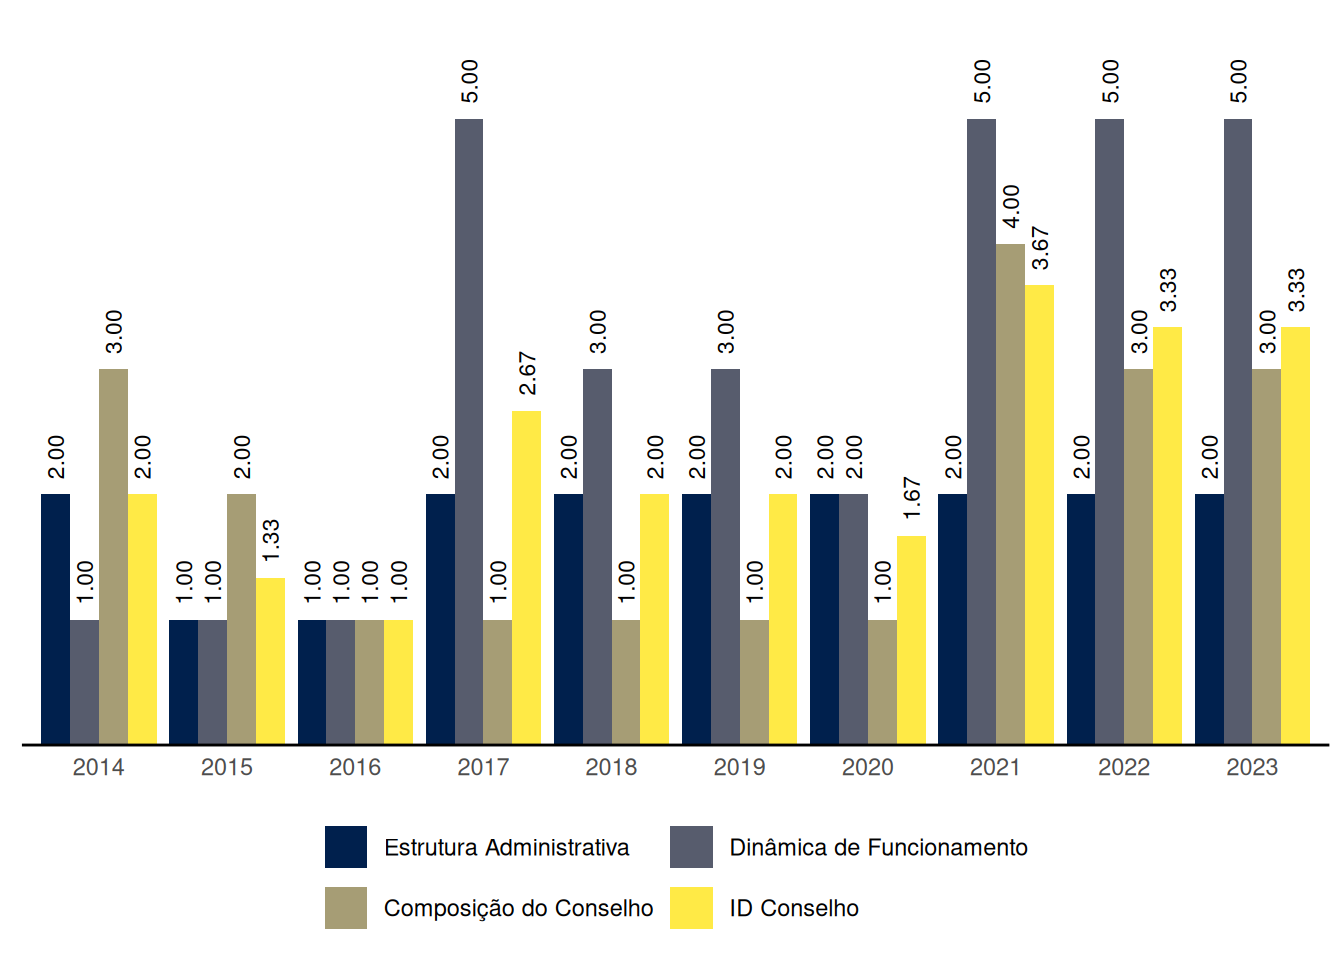 2.00 1.00 3.00 2.00
1.00 1.00 2.00 1.33
1.00 1.00 1.00 1.00
2.00 5.00 1.00 2.67
2.00 3.00 1.00 2.00
2.00 3.00 1.00 2.00
2.00 2.00 1.00 1.67
2.00 5.00 4.00 3.67
2.00 5.00 3.00 3.33
2.00 5.00 3.00 3.33
2014 2015 2016 2017 2018 2019 2020 2021 2022 2023
Estrutura Administrativa Dinâmica de Funcionamento
Composição do Conselho ID Conselho